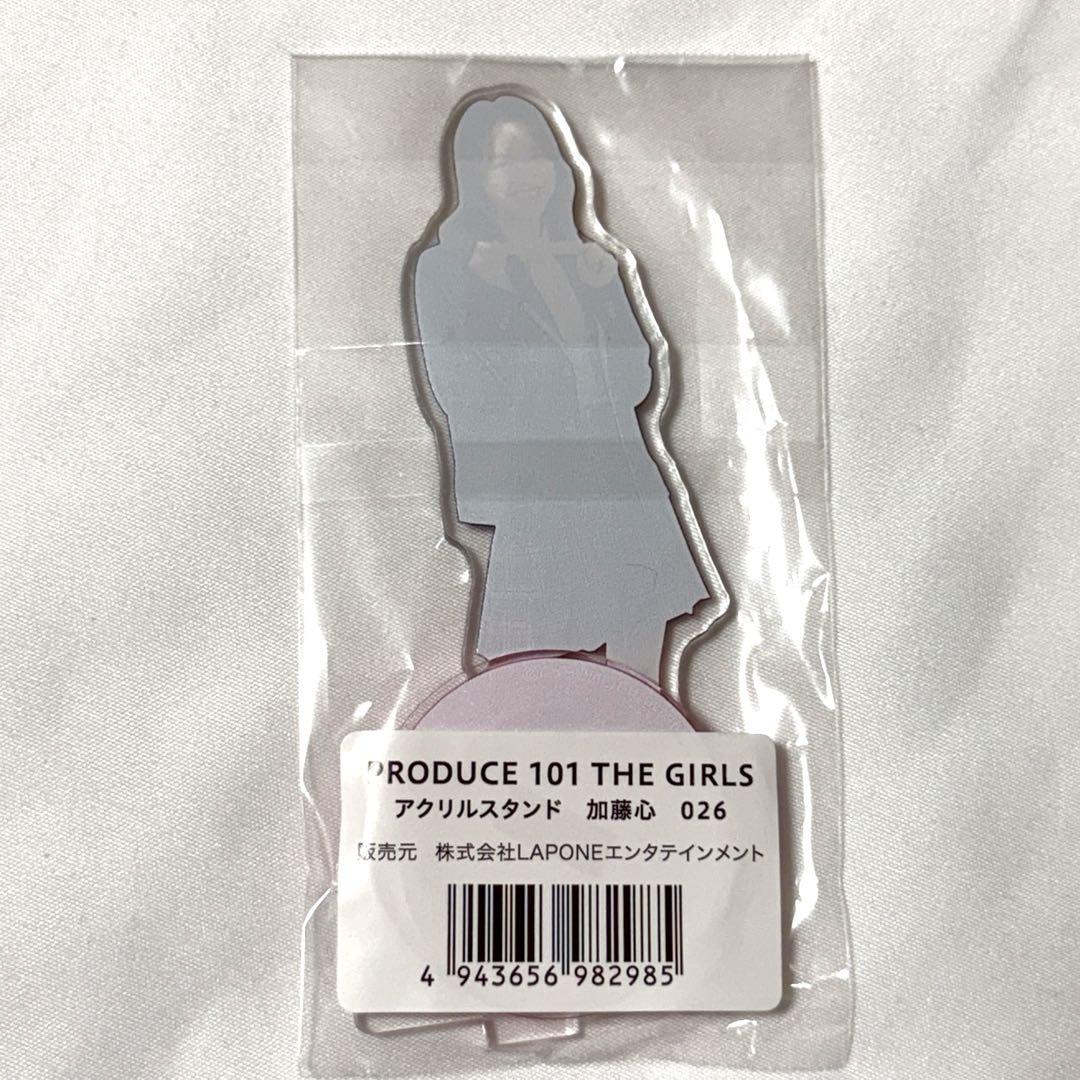 PRODUCE 101 THE GIRLS
アクリルスタンド 加藤心 026
販売元 株式会社LAPONEエンタテインメント
4 943656 982985